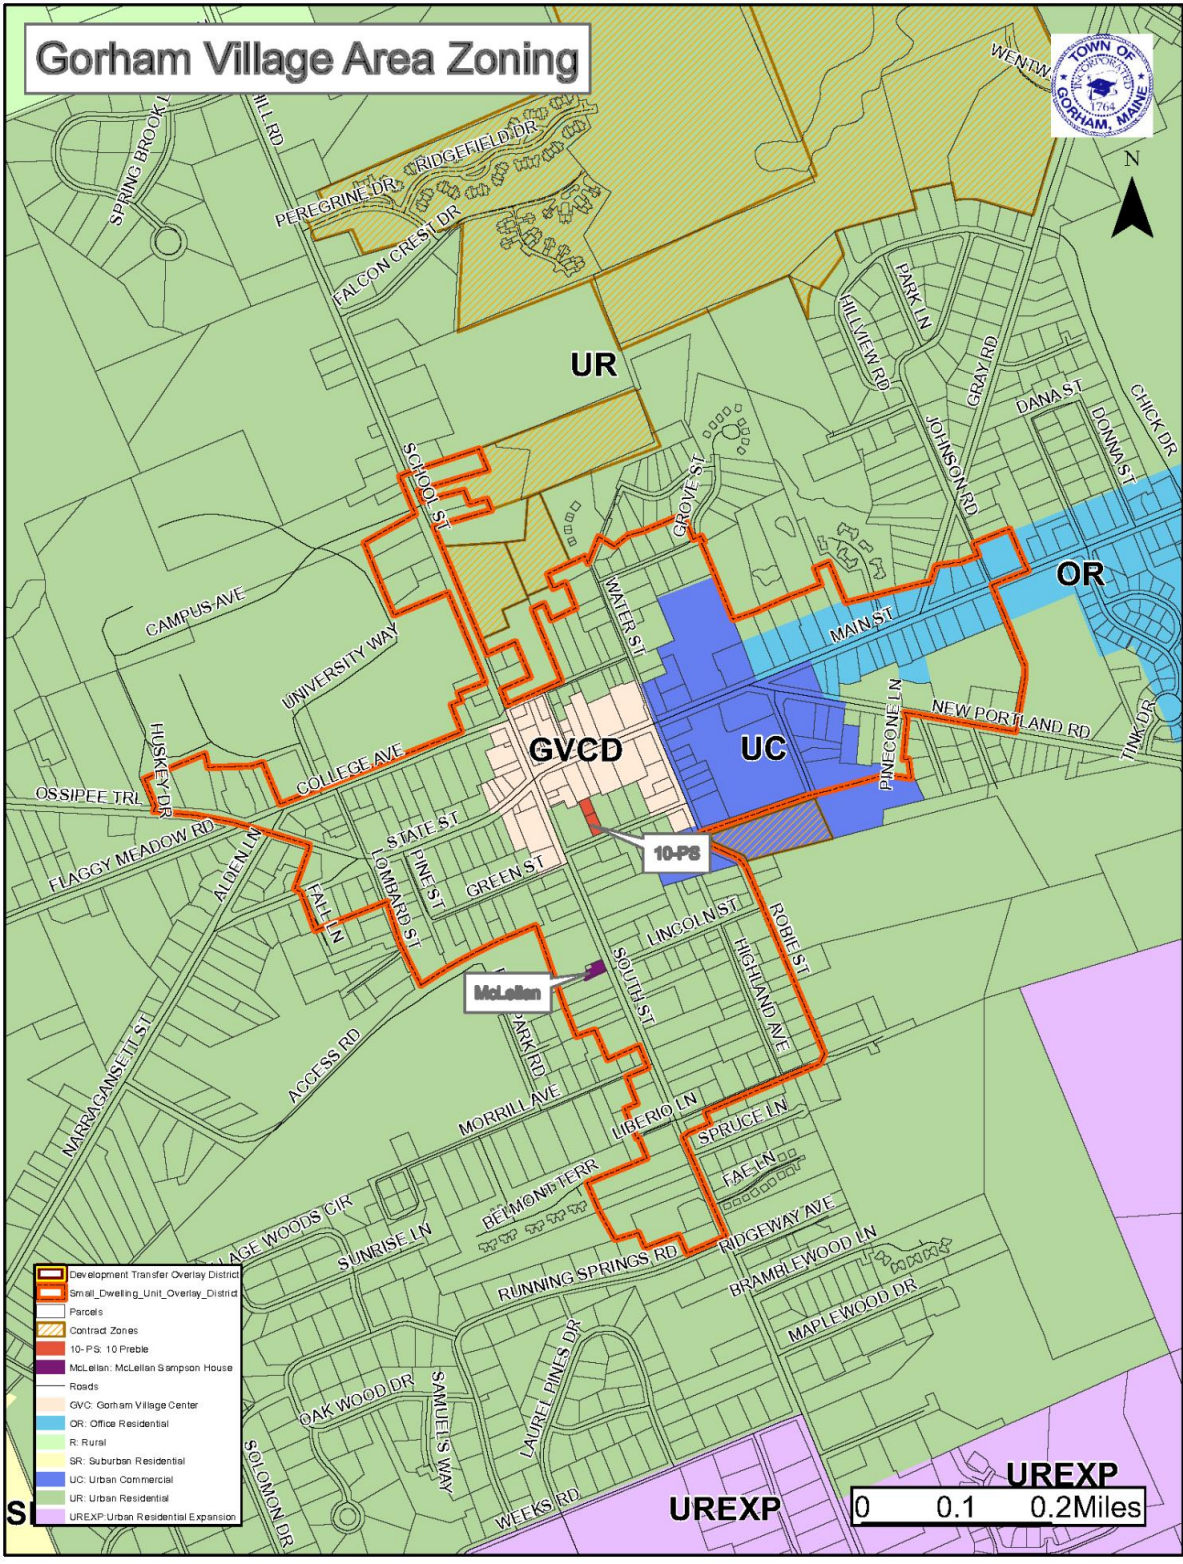 Gorham Village Area Zoning
TOWN OF
INCORPORATED
1764
GORHAM, MAINE
N
HILL RD
SPRING BROOK
RIDGEFIELD DR
PEREGRINE DR
FALCON CREST DR
UR
PARK LN
HILLVIEW RD
GRAY RD
DANA ST
CHICK DR
DONNA ST
JOHNSON RD
SCHOOL ST
GROVE ST
OR
CAMPUS AVE
WATER ST
MAIN ST
UNIVERSITY WAY
PINECONE LN
NEW PORTLAND RD
TINK DR
GVCD
UC
HUSKEY DR
COLLEGE AVE
OSSIPEE TRL
STATE ST
FLAGGY MEADOW RD
ALDEN LN
PINE ST
LOMBARD ST
GREEN ST
10-PS
FALL LN
LINCOLN ST
ROBIE ST
HIGHLAND AVE
SOUTH ST
McLellan
PARK RD
ACCESS RD
NARRAGANSETT ST
MORRILL AVE
LIBERIO LN
SPRUCE LN
FAE LN
BELMONT TERR
RIDGEWAY AVE
LAGE WOODS CIR
SUNRISE LN
BRAMBLEWOOD LN
RUNNING SPRINGS RD
MAPLEWOOD DR
LAUREL PINES DR
OAK WOOD DR
SAMUEL'S WAY
SOLOMON DR
WEEKS RD
UREXP
UREXP
Development Transfer Overlay District
Small_Dwelling_Unit_Overlay_District
Parcels
Contract Zones
10- PS: 10 Preble
McLellan: McLellan Sampson House
Roads
GVC: Gorham Village Center
OR: Office Residential
R: Rural
SR: Suburban Residential
UC: Urban Commercial
UR: Urban Residential
UREXP:Urban Residential Expansion
0 0.1 0.2Miles